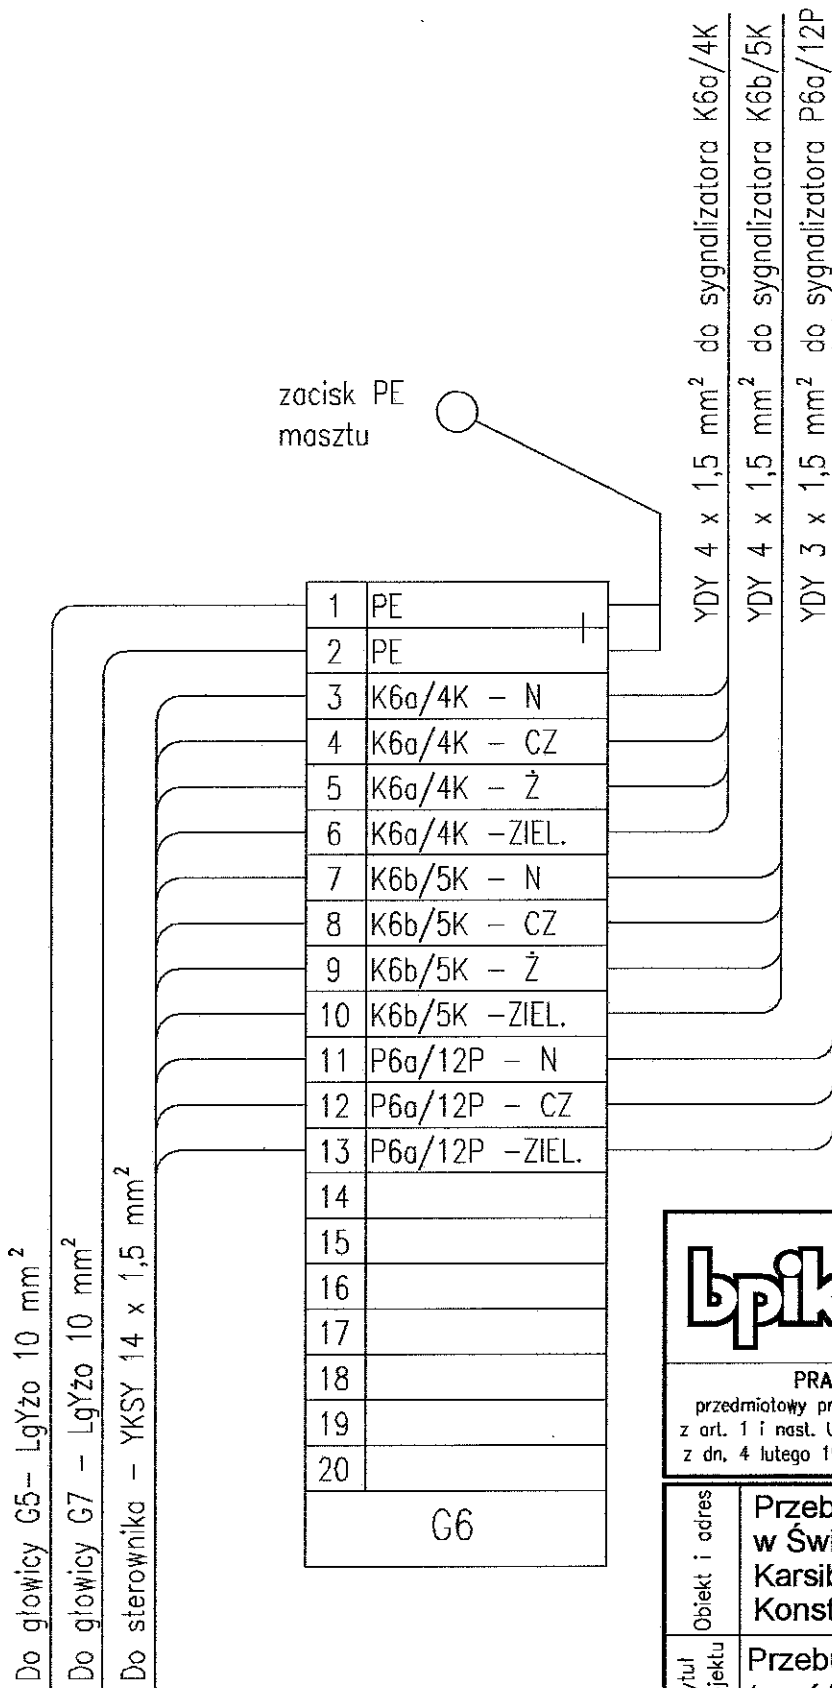 YDY 4 x 1,5 mm² do sygnalizatora K6a/4K
YDY 4 x 1,5 mm² do sygnalizatora K6b/5K
YDY 3 x 1,5 mm² do sygnalizatora P6a/12P
zacisk PE
masztu
1 PE
2 PE
3 K6a/4K – N
4 K6a/4K – CZ
5 K6a/4K – Ż
6 K6a/4K –ZIEL.
7 K6b/5K – N
8 K6b/5K – CZ
9 K6b/5K – Ż
10 K6b/5K –ZIEL.
11 P6a/12P – N
12 P6a/12P – CZ
13 P6a/12P –ZIEL.
14
15
16
17
18
19
20
G6
Do głowicy G5– LgYżo 10 mm²
Do głowicy G7 – LgYżo 10 mm²
Do sterownika – YKSY 14 x 1,5 mm²
bpik
PRA
przedmiotowy pr
z art. 1 i nast. U
z dn. 4 lutego 1
Obiekt i adres
Przeb
w Świ
Karsib
Konst
Przebu